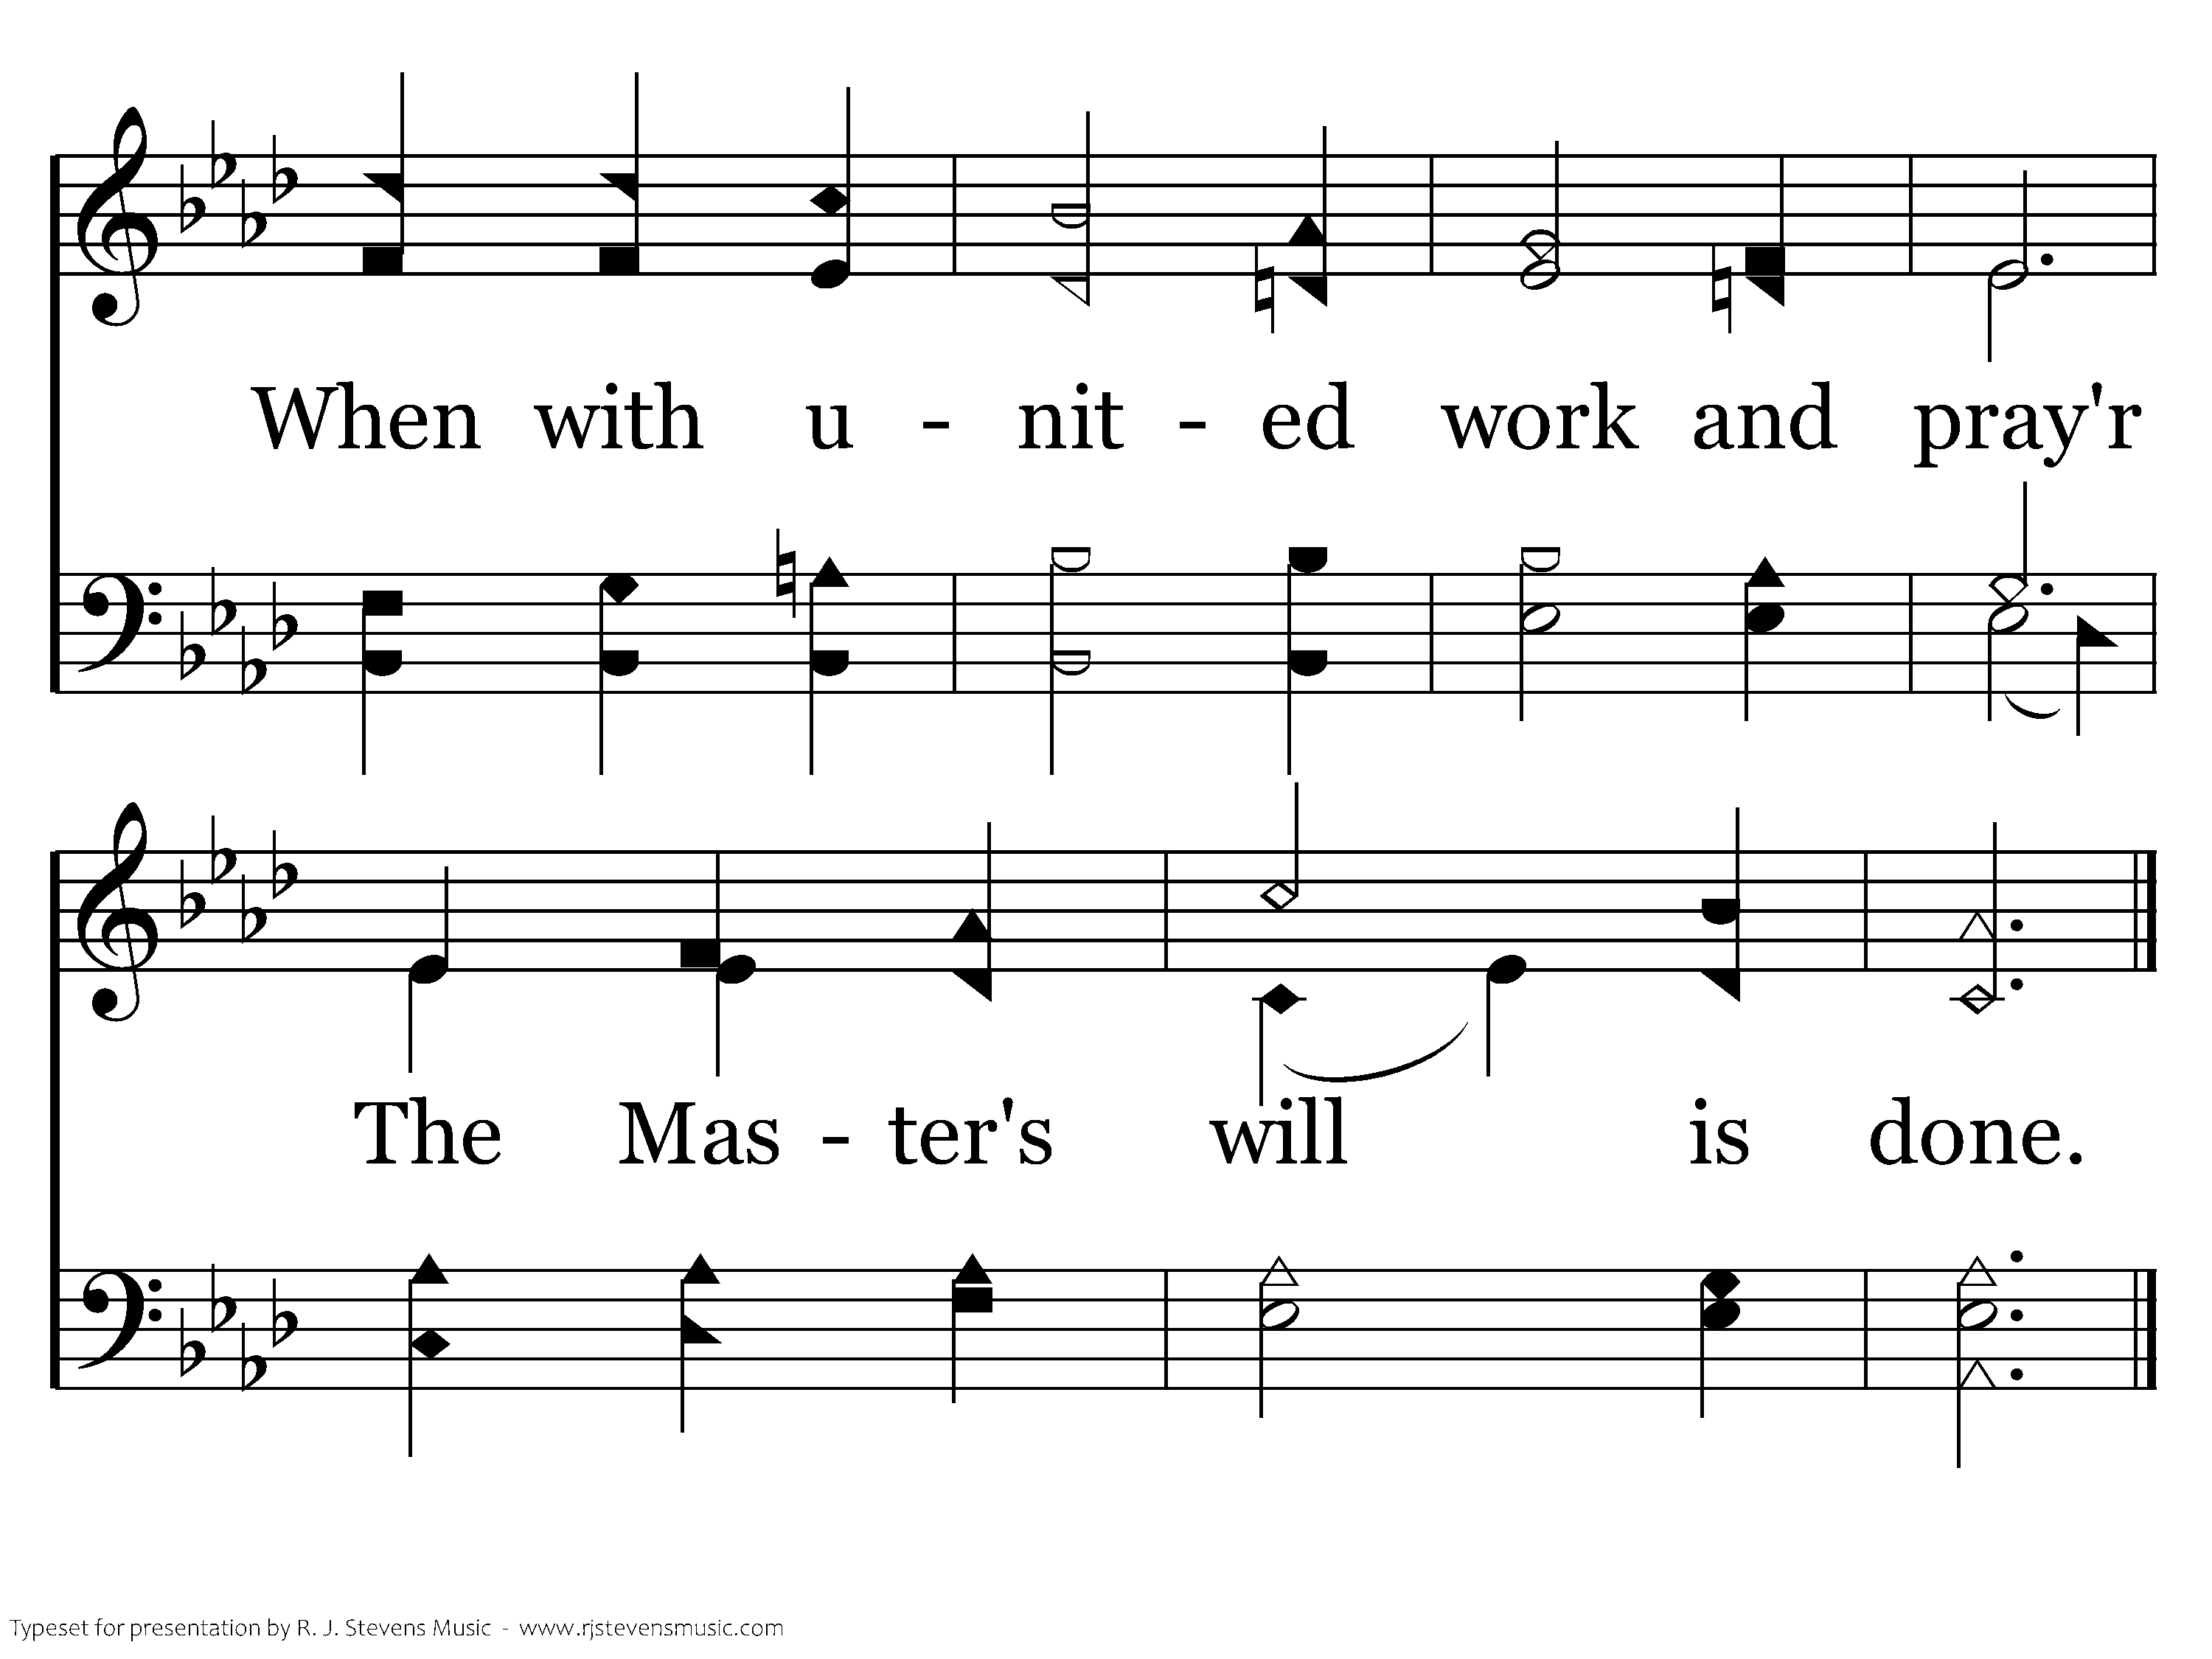 When with u - nit - ed work and pray'r
The Mas - ter's will is done.
Typeset for presentation by R. J. Stevens Music - www.rjstevensmusic.com